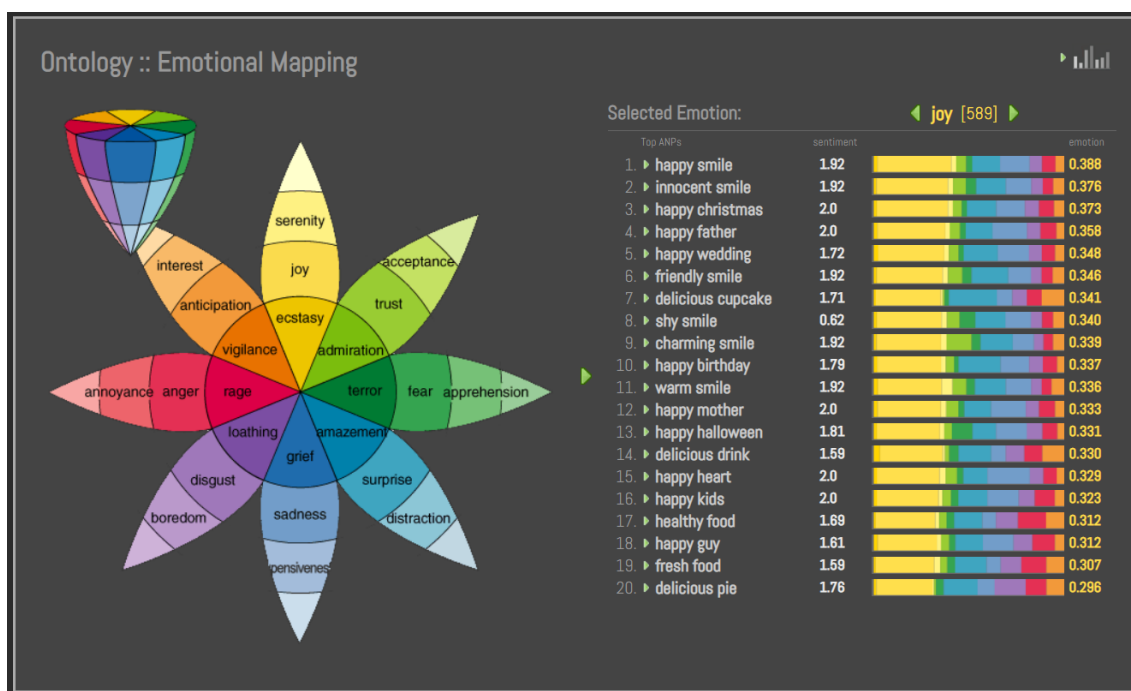 Ontology :: Emotional Mapping
serenity
joy
ecstasy
interest
anticipation
vigilance
acceptance
trust
admiration
annoyance anger rage
terror fear apprehension
loathing
disgust
boredom
grief
sadness
pensiveness
amazement
surprise
distraction
Selected Emotion: joy [589]
Top ANPs sentiment emotion
1. happy smile 1.92 0.388
2. innocent smile 1.92 0.376
3. happy christmas 2.0 0.373
4. happy father 2.0 0.358
5. happy wedding 1.72 0.348
6. friendly smile 1.92 0.346
7. delicious cupcake 1.71 0.341
8. shy smile 0.62 0.340
9. charming smile 1.92 0.339
10. happy birthday 1.79 0.337
11. warm smile 1.92 0.336
12. happy mother 2.0 0.333
13. happy halloween 1.81 0.331
14. delicious drink 1.59 0.330
15. happy heart 2.0 0.329
16. happy kids 2.0 0.323
17. healthy food 1.69 0.312
18. happy guy 1.61 0.312
19. fresh food 1.59 0.307
20. delicious pie 1.76 0.296